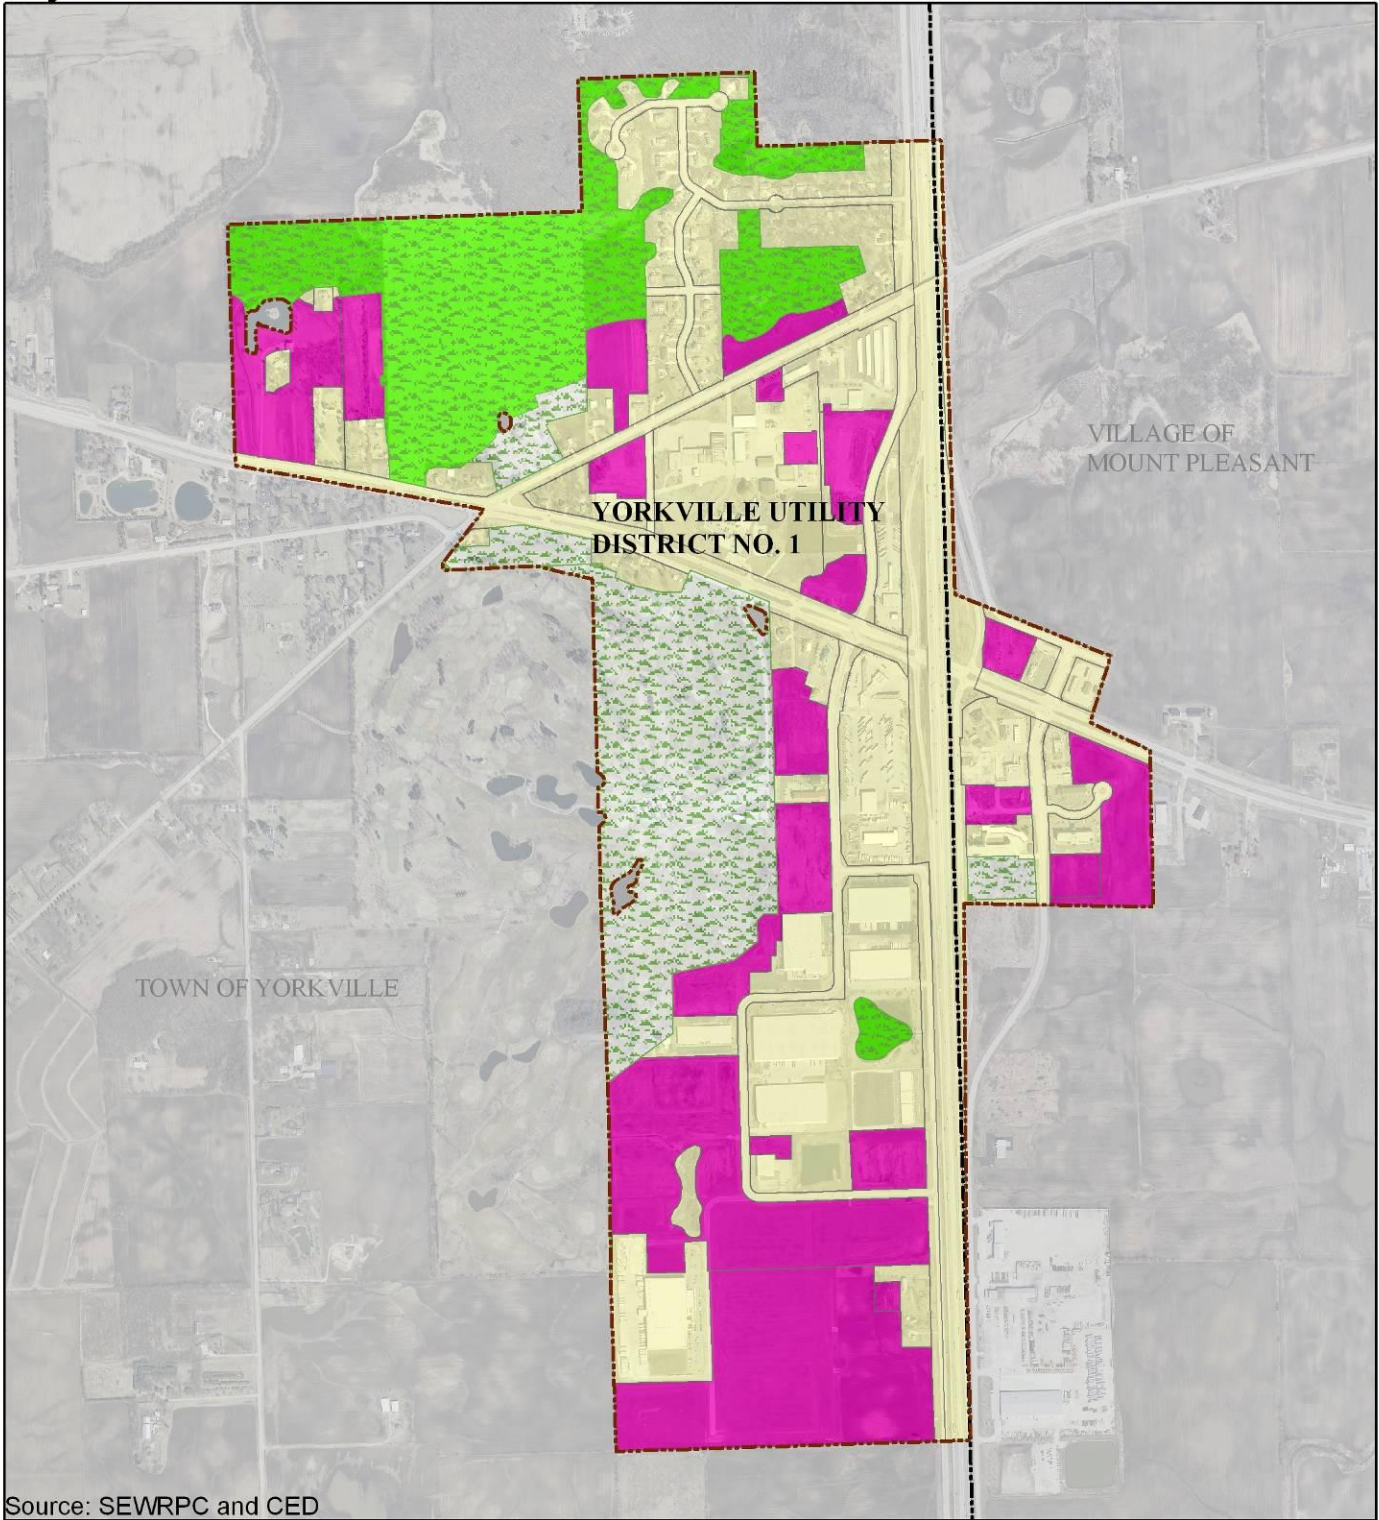 VILLAGE OF
MOUNT PLEASANT
YORKVILLE UTILITY
DISTRICT NO. 1
TOWN OF YORKVILLE
Source: SEWRPC and CED